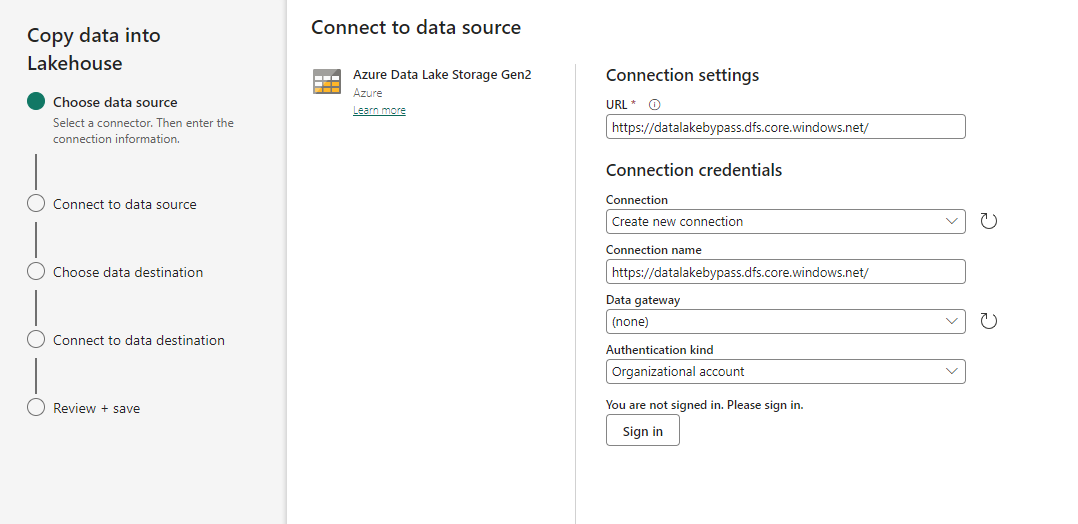 Copy data into
Lakehouse
Choose data source
Select a connector. Then enter the
connection information.
Connect to data source
Choose data destination
Connect to data destination
Review + save
Connect to data source
Azure Data Lake Storage Gen2
Azure
Learn more
Connection settings
URL *
https://datalakebypass.dfs.core.windows.net/
Connection credentials
Connection
Create new connection
Connection name
https://datalakebypass.dfs.core.windows.net/
Data gateway
(none)
Authentication kind
Organizational account
You are not signed in. Please sign in.
Sign in